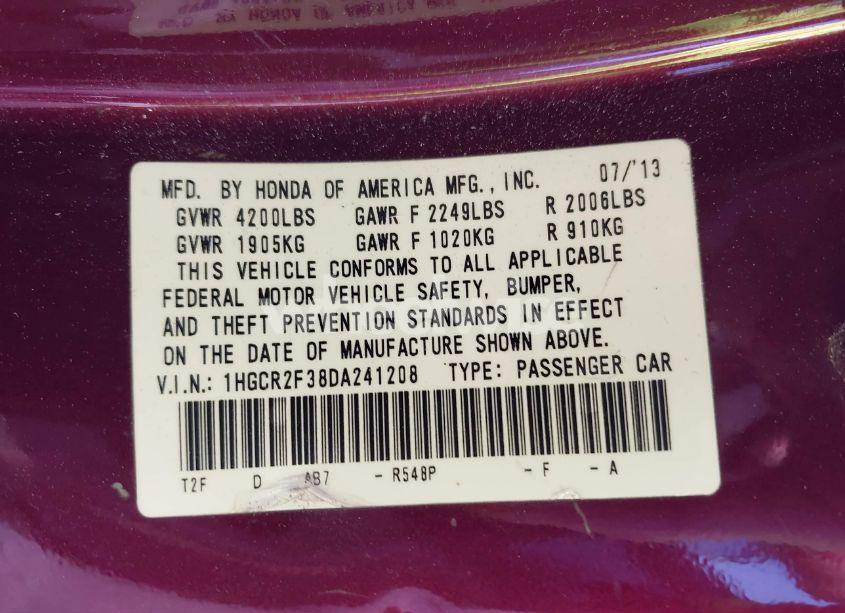 MFD. BY HONDA OF AMERICA MFG., INC. 07/'13
GVWR 4200LBS GAWR F 2249LBS R 2006LBS
GVWR 1905KG GAWR F 1020KG R 910KG
THIS VEHICLE CONFORMS TO ALL APPLICABLE
FEDERAL MOTOR VEHICLE SAFETY, BUMPER,
AND THEFT PREVENTION STANDARDS IN EFFECT
ON THE DATE OF MANUFACTURE SHOWN ABOVE.
V.I.N.: 1HGCR2F38DA241208 TYPE: PASSENGER CAR
T2F D AB7 - R548P - F - A